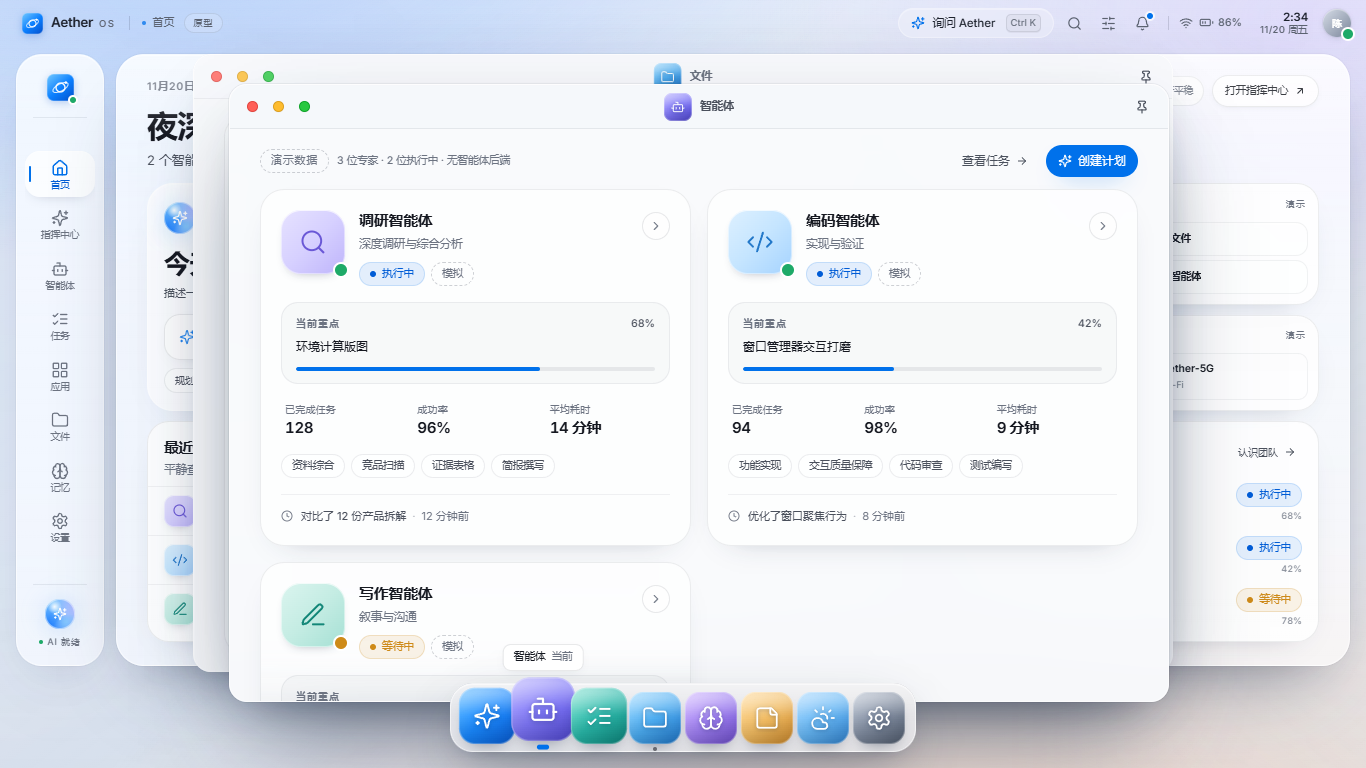 Aether OS
首页
原型
询问 Aether
Ctrl K
86%
2:34
11/20 周五
陈
首页
指挥中心
智能体
任务
应用
文件
记忆
设置
AI 就绪
11月20日
夜深
2 个智能
今天
描述一
规划
最近
文件
智能体
演示数据
3 位专家 · 2 位执行中 · 无智能体后端
查看任务
创建计划
调研智能体
深度调研与综合分析
执行中
模拟
当前重点
68%
环境计算版图
已完成任务
成功率
平均耗时
128
96%
14 分钟
资料综合
竞品扫描
证据表格
简报撰写
对比了 12 份产品拆解 · 12 分钟前
编码智能体
实现与验证
执行中
模拟
当前重点
42%
窗口管理器交互打磨
已完成任务
成功率
平均耗时
94
98%
9 分钟
功能实现
交互质量保障
代码审查
测试编写
优化了窗口聚焦行为 · 8 分钟前
写作智能体
叙事与沟通
等待中
模拟
当前重点
智能体 当前
平稳
打开指挥中心
演示
文件
智能体
演示
ether-5G
-Fi
认识团队
执行中
68%
执行中
42%
等待中
78%